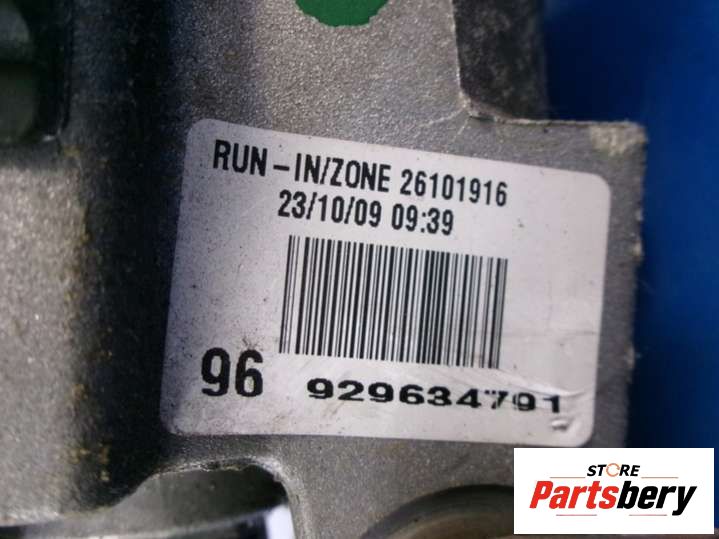 RUN-IN/ZONE 26101916
23/10/09 09:39
96 929634791
STORE
Partsbery